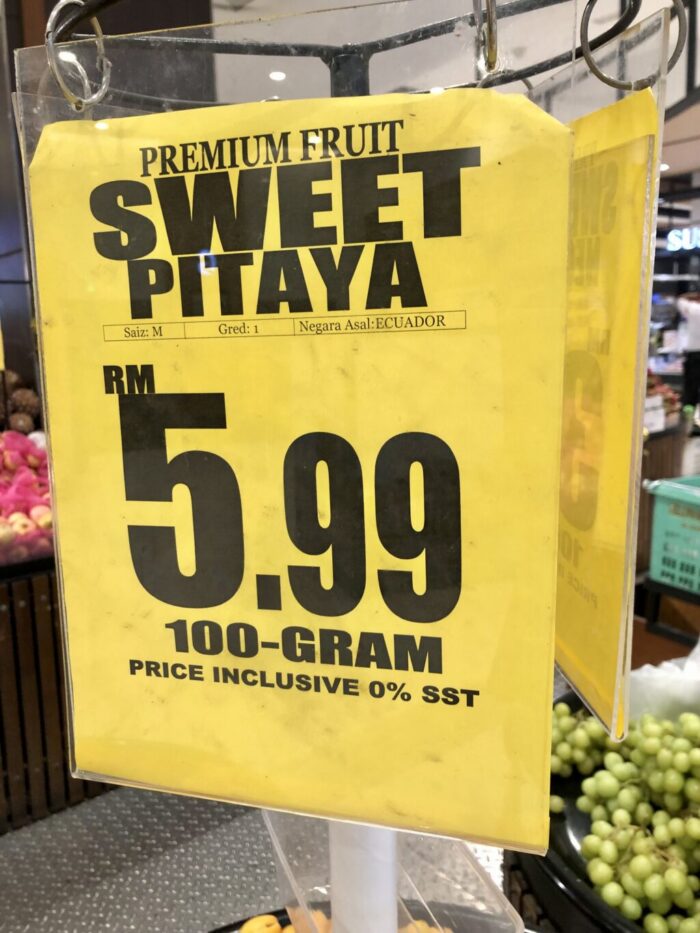 PREMIUM FRUIT
SWEET
PITAYA
Saiz: M Gred: 1 Negara Asal:ECUADOR
RM
5.99
100-GRAM
PRICE INCLUSIVE 0% SST